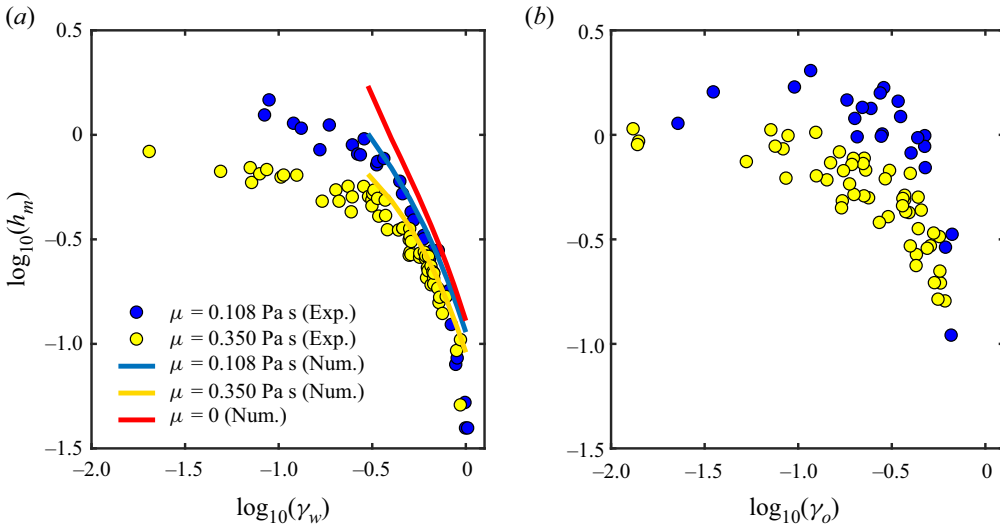 (a)
(b)
0.5
0
−0.5
−1.0
−1.5
log₁₀(hₘ)
μ = 0.108 Pa s (Exp.)
μ = 0.350 Pa s (Exp.)
μ = 0.108 Pa s (Num.)
μ = 0.350 Pa s (Num.)
μ = 0 (Num.)
−2.0 −1.5 −1.0 −0.5 0
log₁₀(γ_w)
0.5
0
−0.5
−1.0
−1.5
−2.0 −1.5 −1.0 −0.5 0
log₁₀(γₒ)